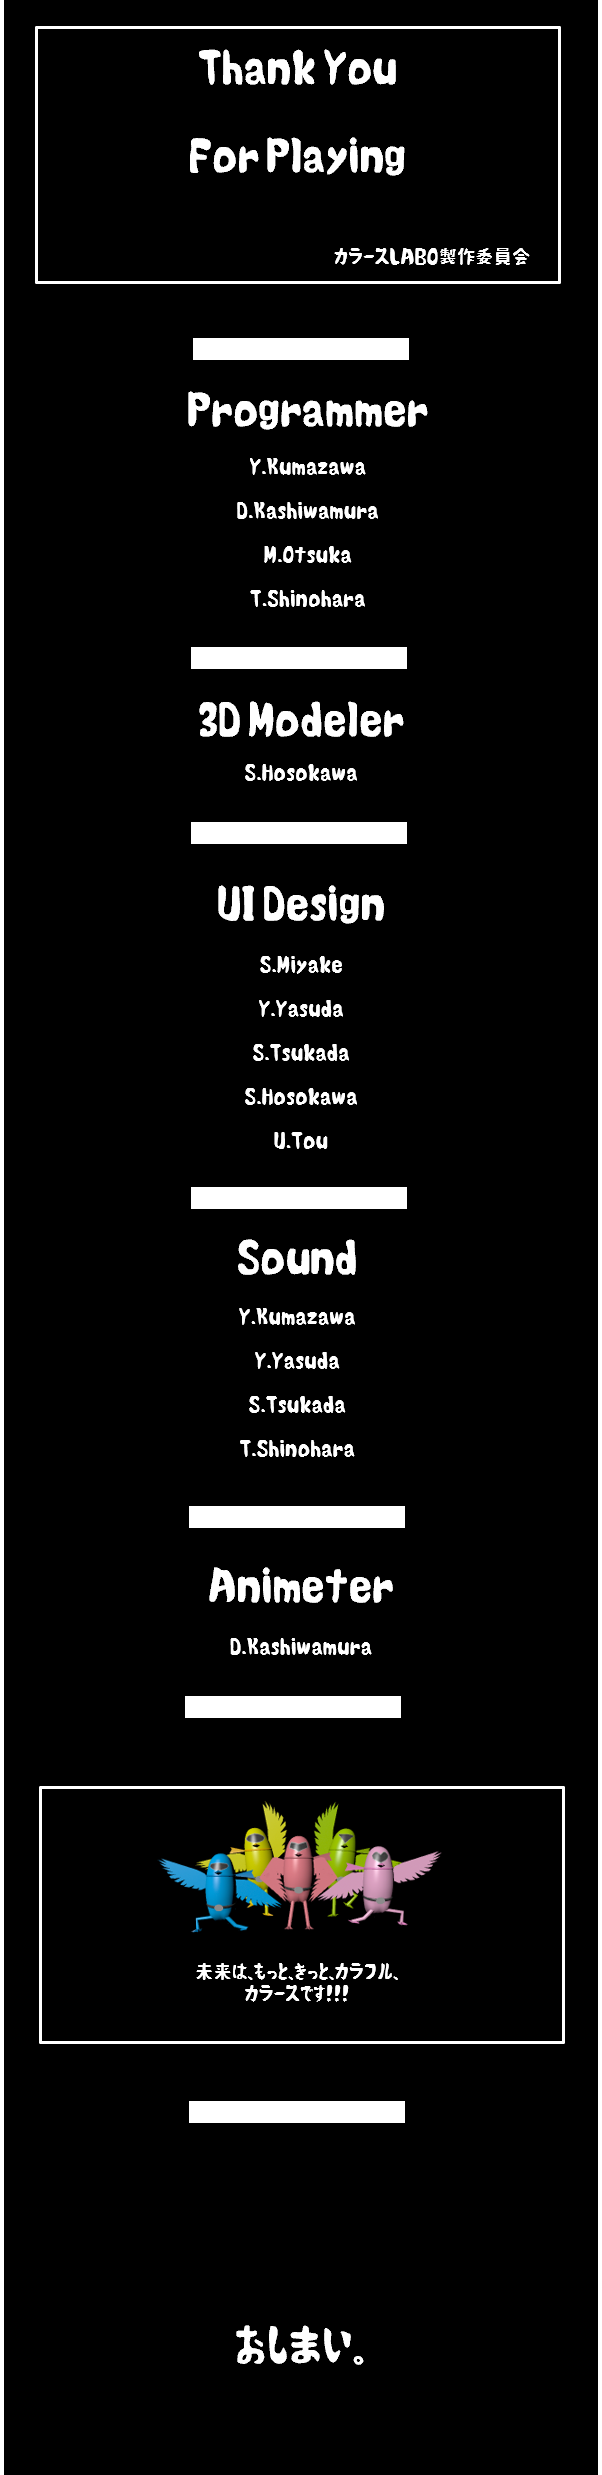 Thank You
For Playing
カラースLABO製作委員会
Programmer
Y.Kumazawa
D.Kashiwamura
M.Otsuka
T.Shinohara
3D Modeler
S.Hosokawa
UI Design
S.Miyake
Y.Yasuda
S.Tsukada
S.Hosokawa
U.Tou
Sound
Y.Kumazawa
Y.Yasuda
S.Tsukada
T.Shinohara
Animeter
D.Kashiwamura
未来は、もっと、きっと、カラフル、
カラースです!!!
おしまい。